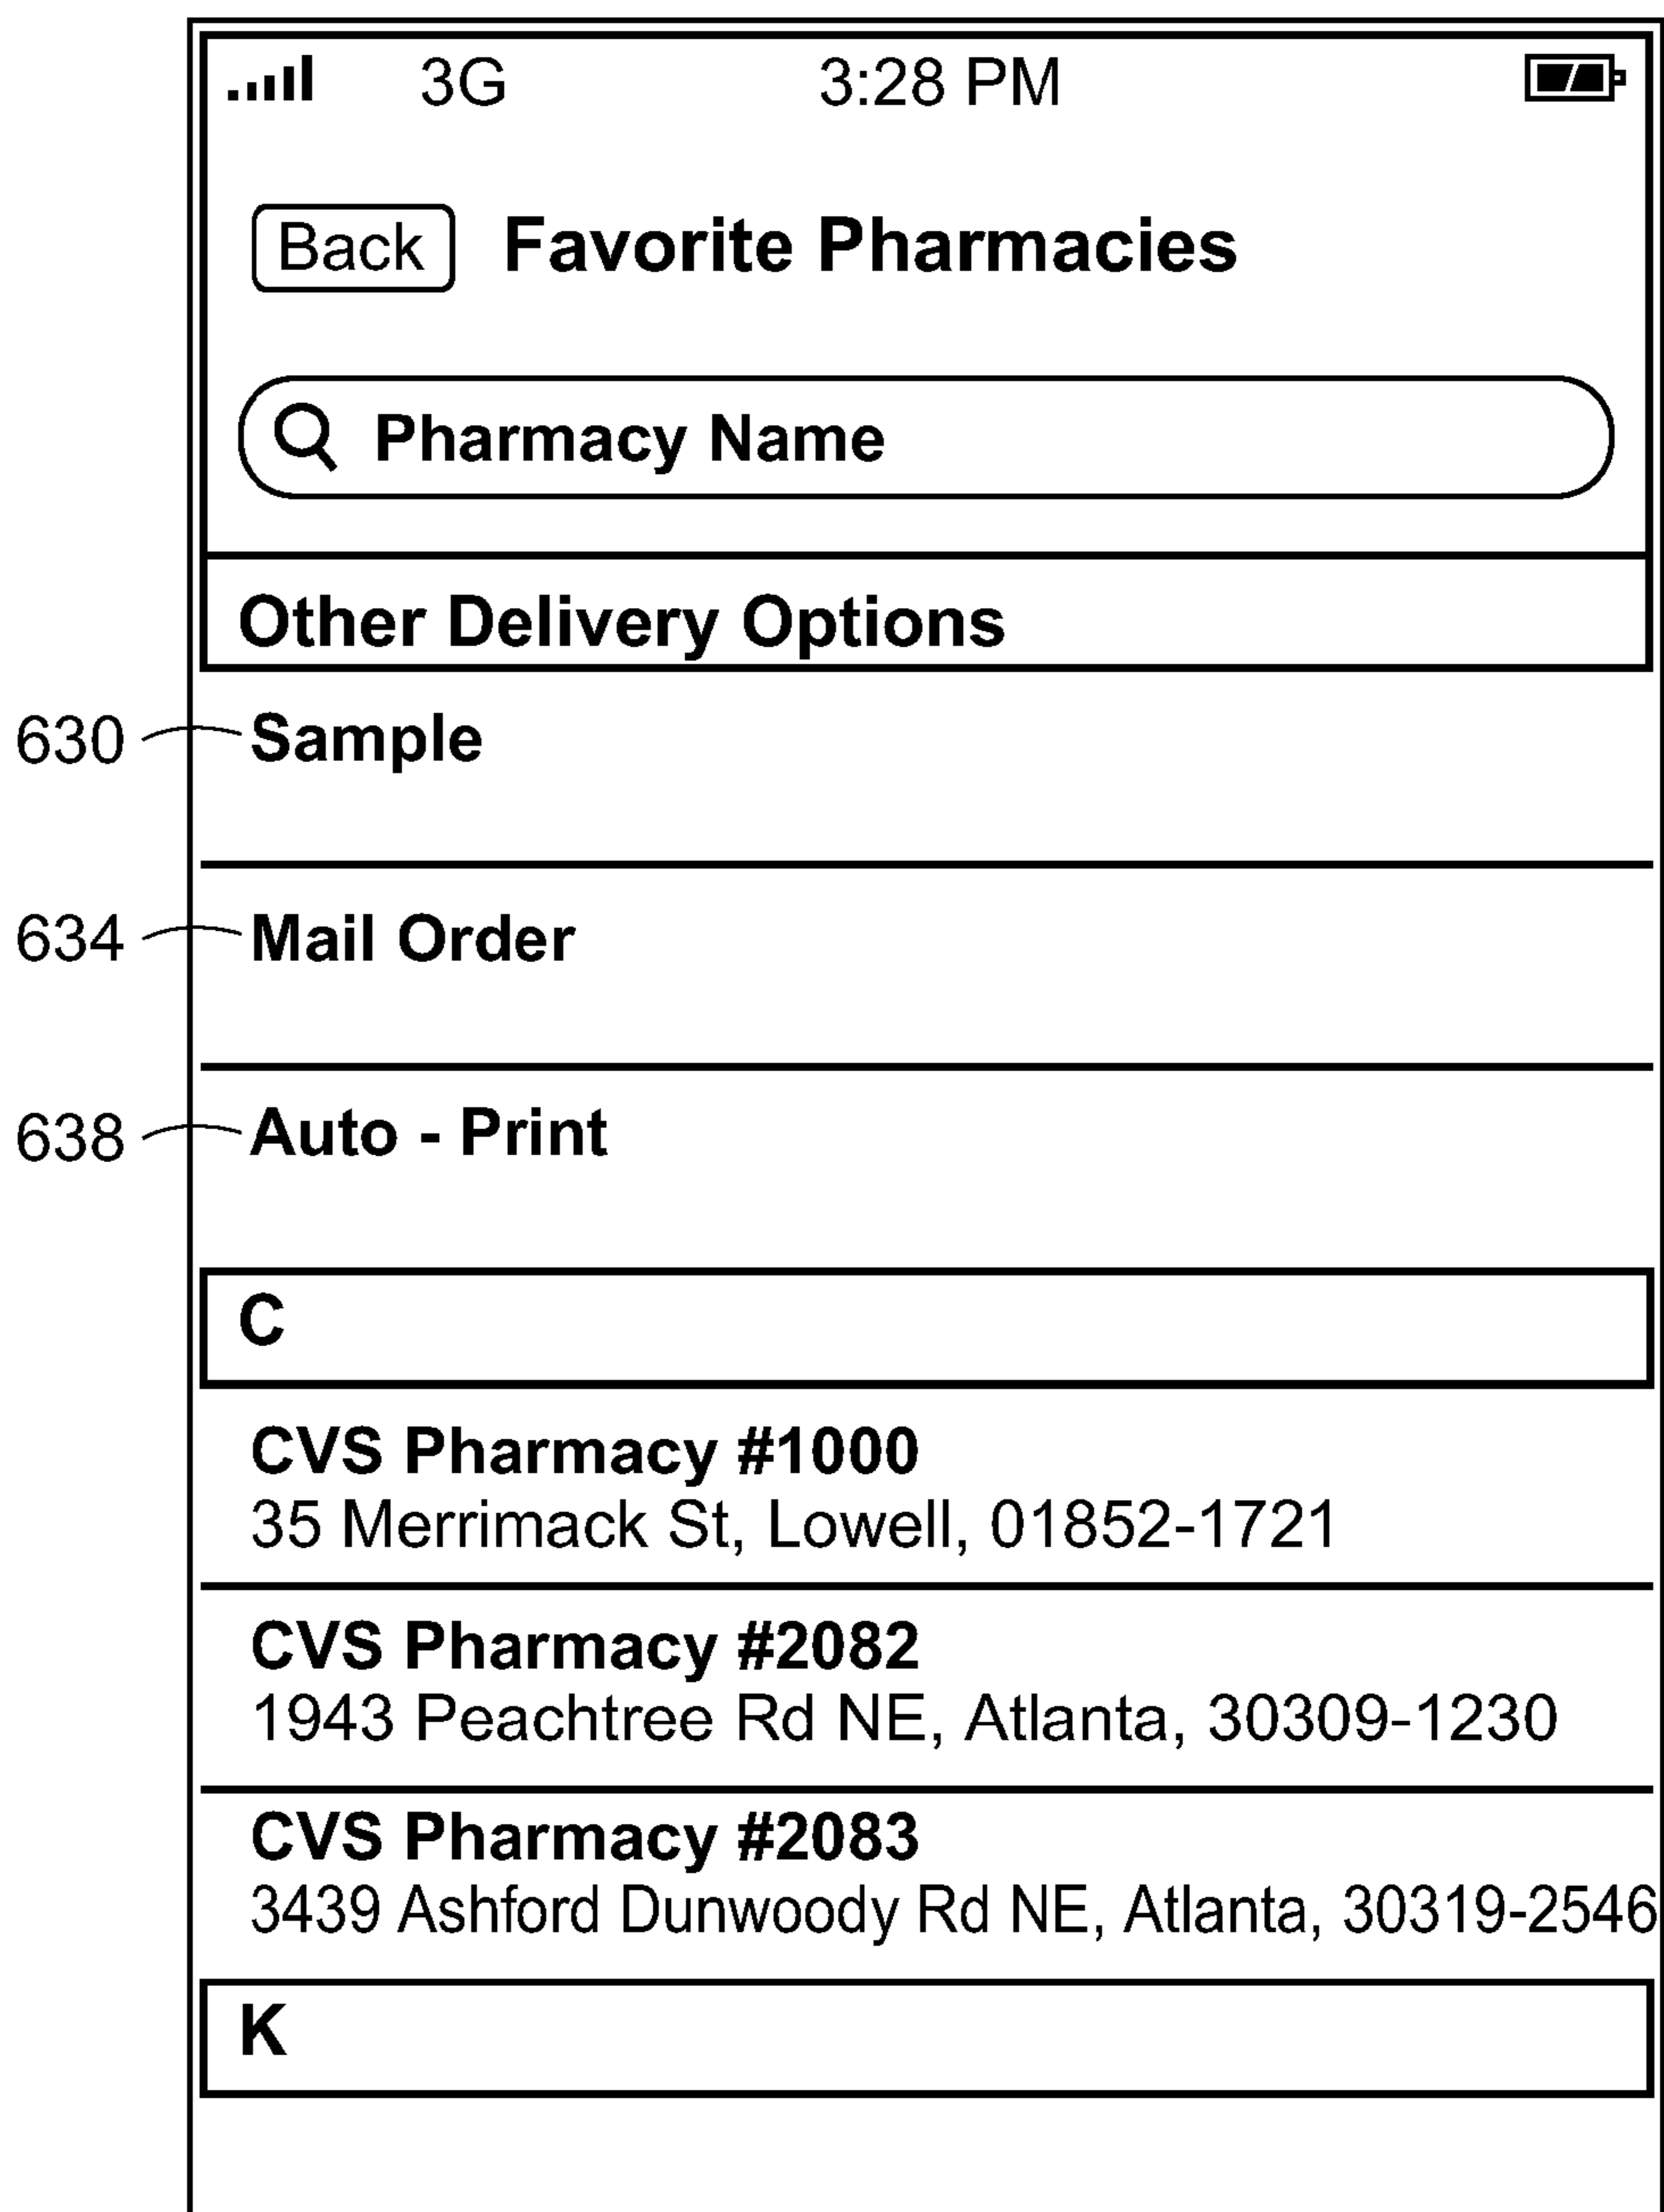 3G 3:28 PM
Back Favorite Pharmacies
Pharmacy Name
Other Delivery Options
630 Sample
634 Mail Order
638 Auto - Print
C
CVS Pharmacy #1000
35 Merrimack St, Lowell, 01852-1721
CVS Pharmacy #2082
1943 Peachtree Rd NE, Atlanta, 30309-1230
CVS Pharmacy #2083
3439 Ashford Dunwoody Rd NE, Atlanta, 30319-2546
K